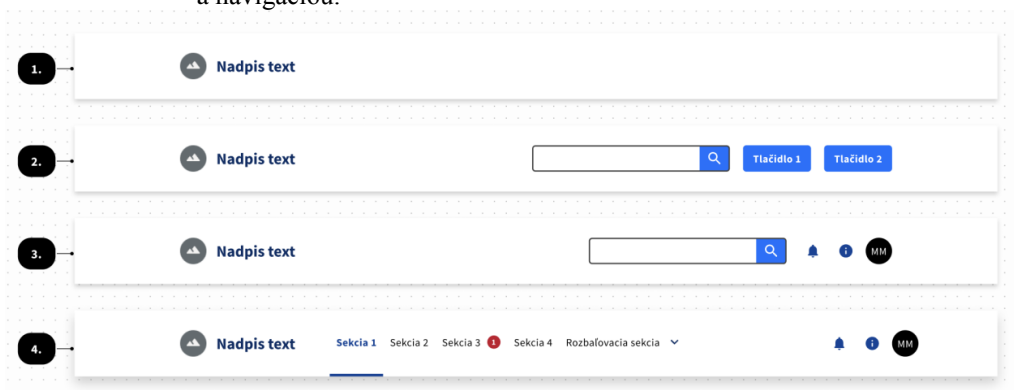 a navigáciou.
1. Nadpis text
2. Nadpis text Tlačidlo 1 Tlačidlo 2
3. Nadpis text MM
4. Nadpis text Sekcia 1 Sekcia 2 Sekcia 3 1 Sekcia 4 Rozbaľovacia sekcia MM